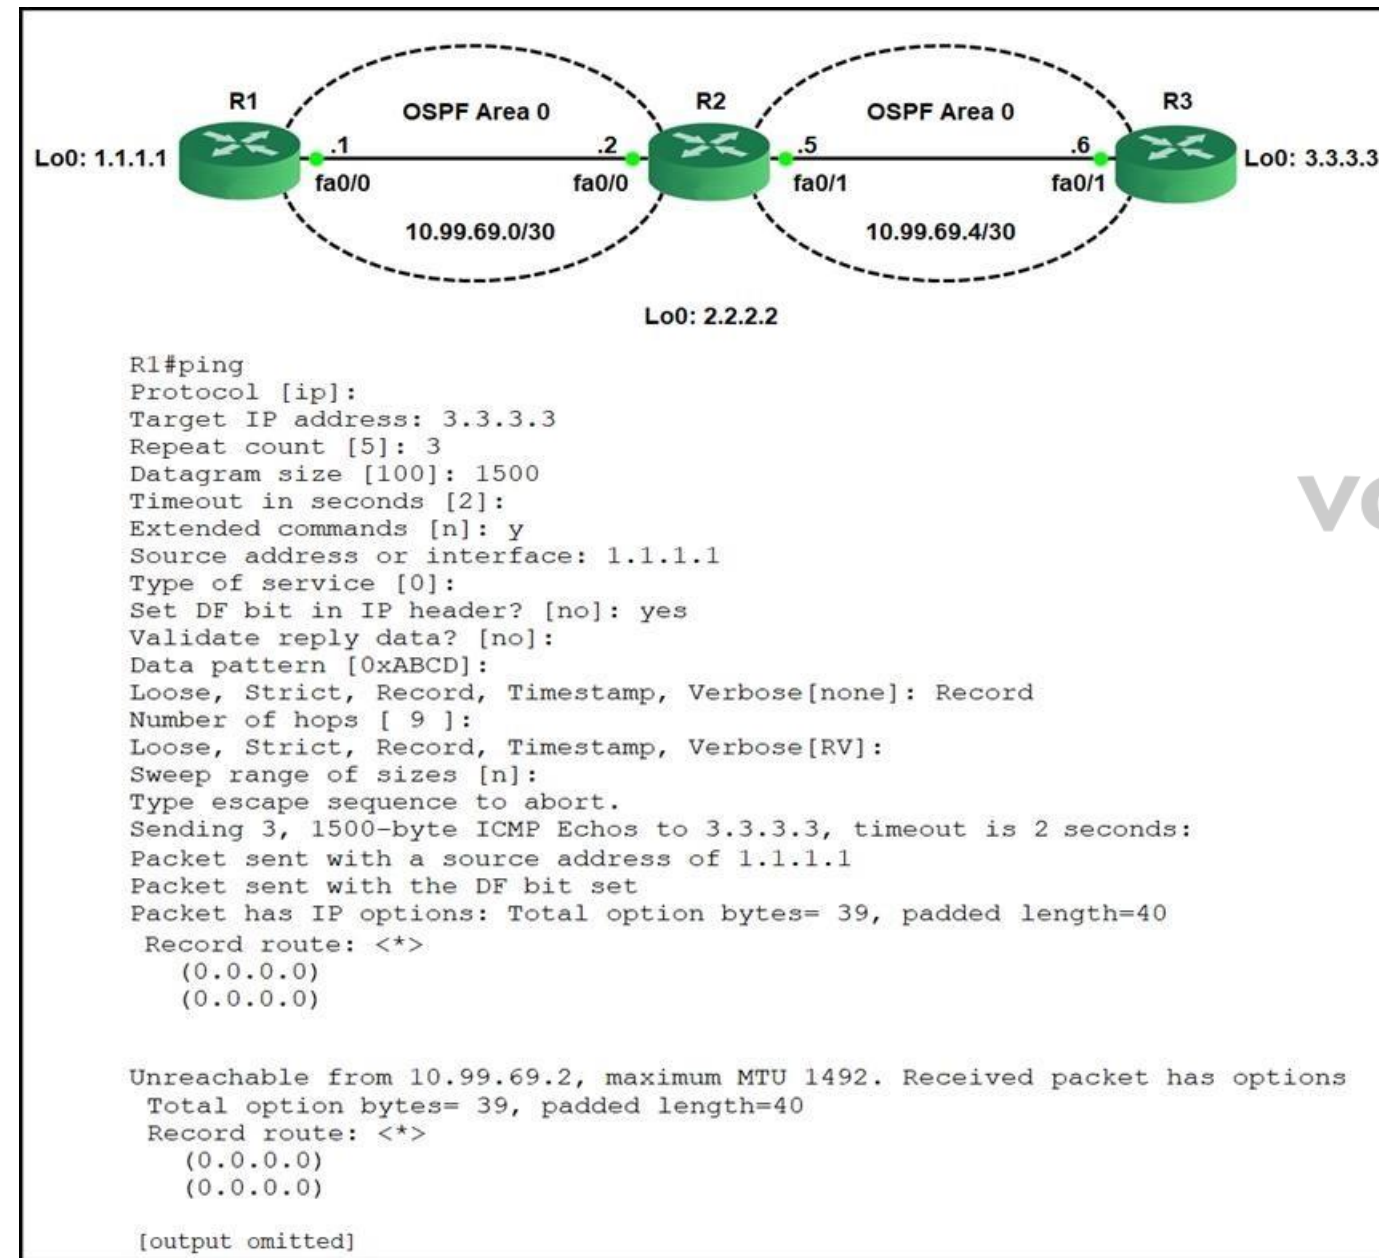 R1
R2
R3
OSPF Area 0
OSPF Area 0
Lo0: 1.1.1.1
.1
.2
.5
.6
Lo0: 3.3.3.3
fa0/0
fa0/0
fa0/1
fa0/1
10.99.69.0/30
10.99.69.4/30
Lo0: 2.2.2.2
R1#ping
Protocol [ip]:
Target IP address: 3.3.3.3
Repeat count [5]: 3
Datagram size [100]: 1500
Timeout in seconds [2]:
Extended commands [n]: y
Source address or interface: 1.1.1.1
Type of service [0]:
Set DF bit in IP header? [no]: yes
Validate reply data? [no]:
Data pattern [0xABCD]:
Loose, Strict, Record, Timestamp, Verbose[none]: Record
Number of hops [ 9 ]:
Loose, Strict, Record, Timestamp, Verbose[RV]:
Sweep range of sizes [n]:
Type escape sequence to abort.
Sending 3, 1500-byte ICMP Echos to 3.3.3.3, timeout is 2 seconds:
Packet sent with a source address of 1.1.1.1
Packet sent with the DF bit set
Packet has IP options: Total option bytes= 39, padded length=40
Record route: <*>
(0.0.0.0)
(0.0.0.0)
Unreachable from 10.99.69.2, maximum MTU 1492. Received packet has options
Total option bytes= 39, padded length=40
Record route: <*>
(0.0.0.0)
(0.0.0.0)
[output omitted]